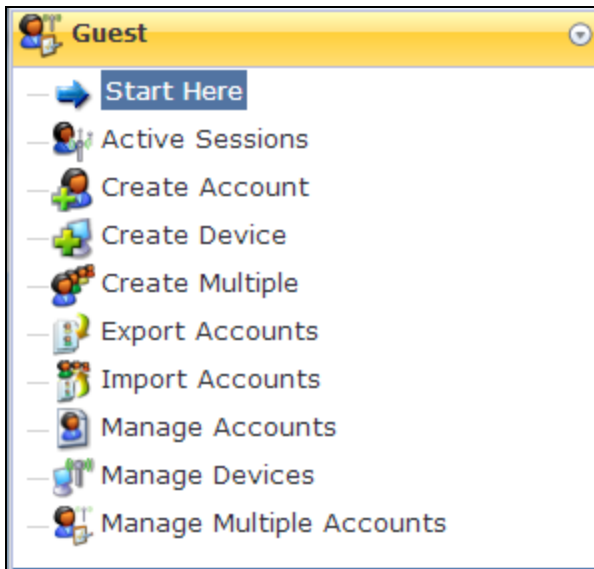 Guest
Start Here
Active Sessions
Create Account
Create Device
Create Multiple
Export Accounts
Import Accounts
Manage Accounts
Manage Devices
Manage Multiple Accounts